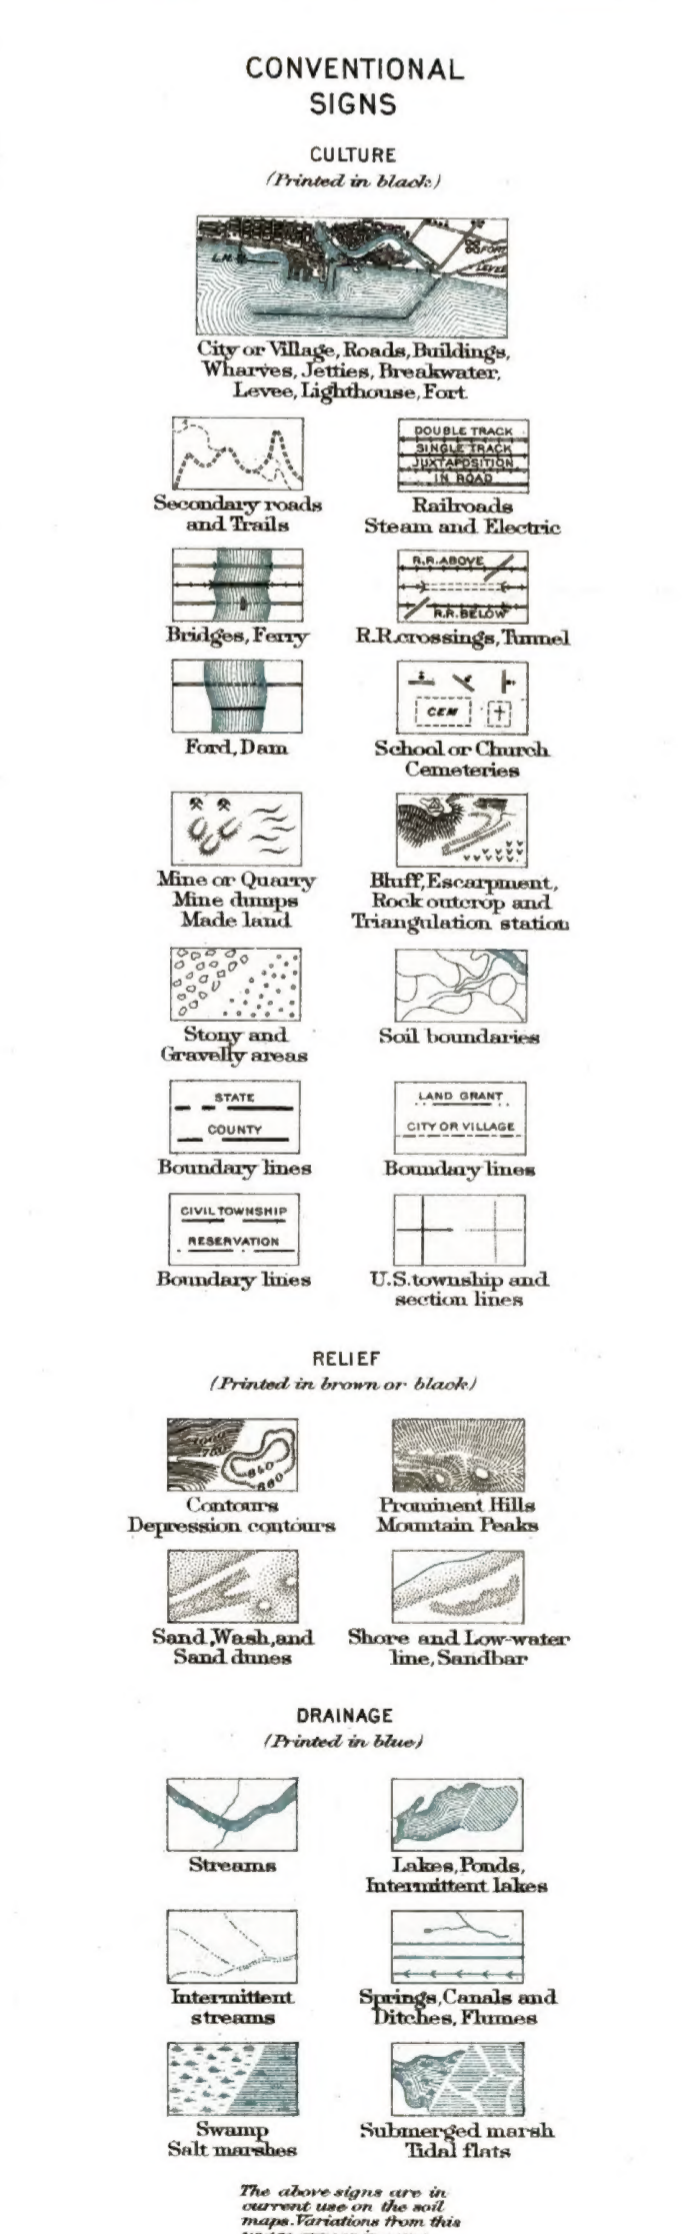 CONVENTIONAL
SIGNS
CULTURE
(Printed in black)
L.H.
FORT
LEVEE
City or Village, Roads, Buildings,
Wharves, Jetties, Breakwater,
Levee, Lighthouse, Fort
Secondary roads
and Trails
DOUBLE TRACK
SINGLE TRACK
JUXTAPOSITION
IN ROAD
Railroads
Steam and Electric
Bridges, Ferry
R.R. ABOVE
R.R. BELOW
R.R. crossings, Tunnel
Ford, Dam
CEM
School or Church
Cemeteries
Mine or Quarry
Mine dumps
Made land
Bluff, Escarpment,
Rock outcrop and
Triangulation station
Stony and
Gravelly areas
Soil boundaries
STATE
COUNTY
Boundary lines
LAND GRANT
CITY OR VILLAGE
Boundary lines
CIVIL TOWNSHIP
RESERVATION
Boundary lines
U.S. township and
section lines
RELIEF
(Printed in brown or black)
840
Contours
Depression contours
Prominent Hills
Mountain Peaks
Sand, Wash, and
Sand dunes
Shore and Low-water
line, Sandbar
DRAINAGE
(Printed in blue)
Streams
Lakes, Ponds,
Intermittent lakes
Intermittent
streams
Springs, Canals and
Ditches, Flumes
Swamp
Salt marshes
Submerged marsh
Tidal flats
The above signs are in
current use on the soil
maps. Variations from this